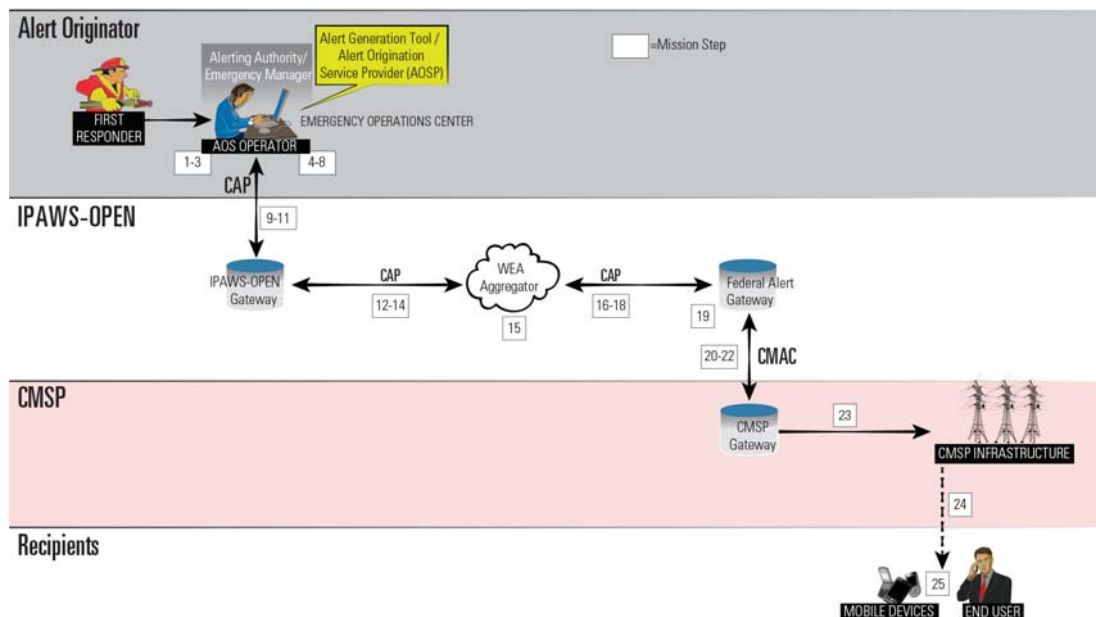 Alert Originator
Alert Generation Tool /
Alert Origination
Service Provider (AOSP)
=Mission Step
Alerting Authority/
Emergency Manager
FIRST
RESPONDER
EMERGENCY OPERATIONS CENTER
AOS OPERATOR
1-3
4-8
CAP
IPAWS-OPEN
9-11
IPAWS-OPEN
Gateway
CAP
12-14
WEA
Aggregator
15
CAP
16-18
Federal Alert
Gateway
19
20-22
CMAC
CMSP
CMSP
Gateway
23
CMSP INFRASTRUCTURE
24
Recipients
25
MOBILE DEVICES
END USER